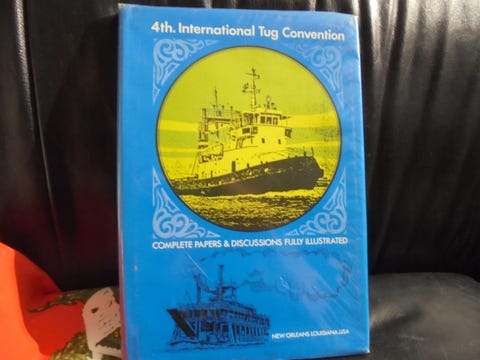 4th. International Tug Convention
COMPLETE PAPERS & DISCUSSIONS FULLY ILLUSTRATED
NEW ORLEANS, LOUISIANA, USA